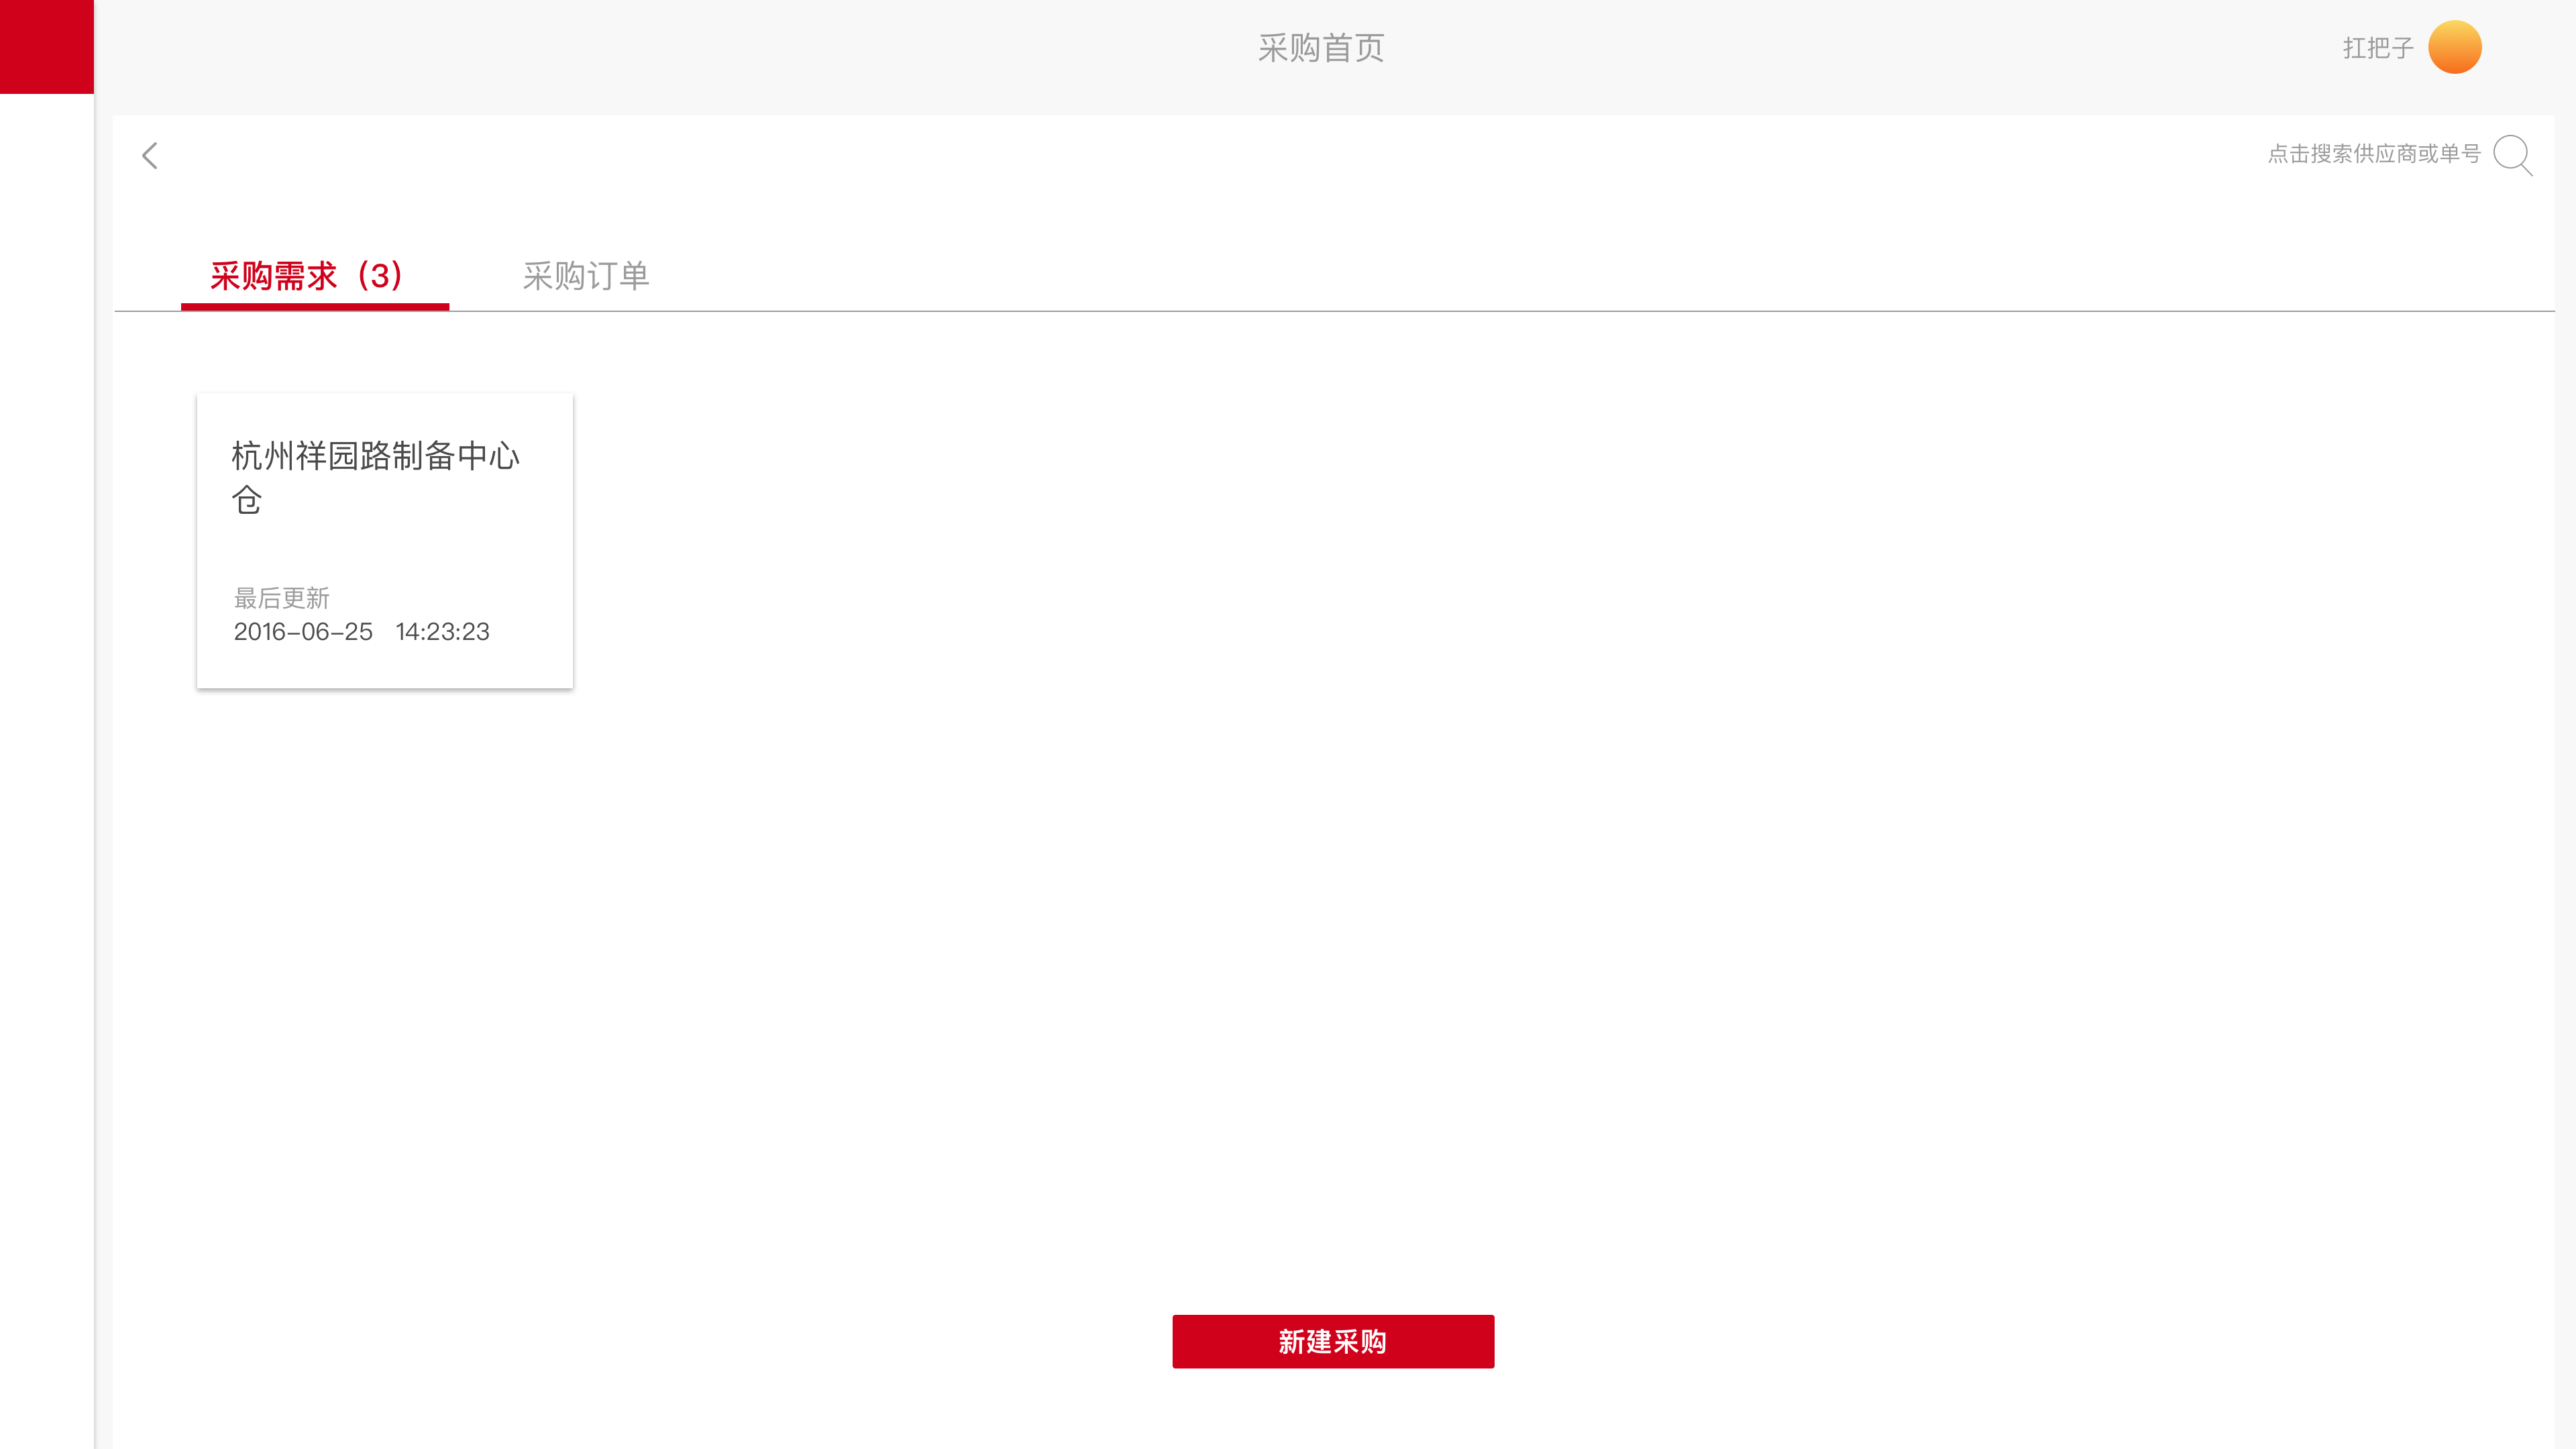 采购首页
扛把子
点击搜索供应商或单号
采购需求（3）
采购订单
杭州祥园路制备中心
仓
最后更新
2016-06-25 14:23:23
新建采购